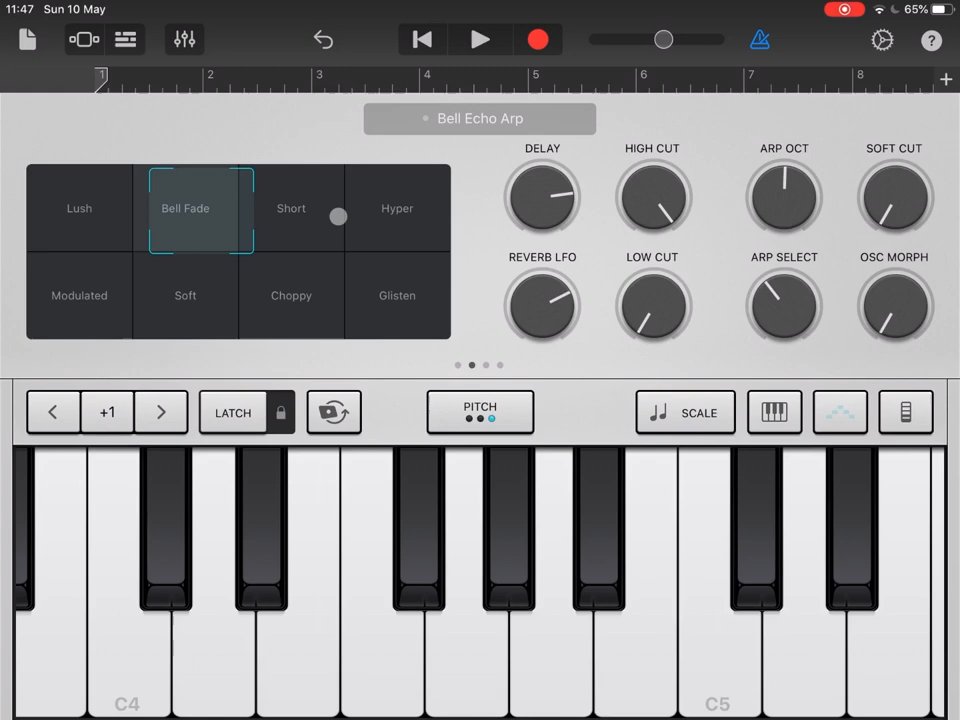 11:47 Sun 10 May
65%
?
1 2 3 4 5 6 7 8 +
Bell Echo Arp
DELAY HIGH CUT ARP OCT SOFT CUT
Lush Bell Fade Short Hyper
REVERB LFO LOW CUT ARP SELECT OSC MORPH
Modulated Soft Choppy Glisten
+1 LATCH PITCH SCALE
C4 C5